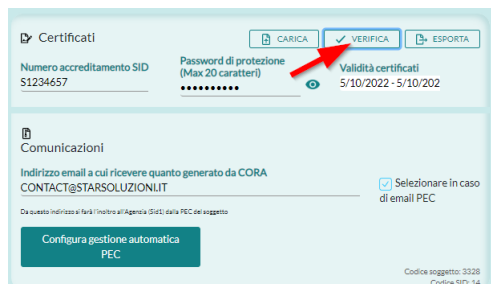 Certificati
CARICA
VERIFICA
ESPORTA
Numero accreditamento SID
S1234657
Password di protezione
(Max 20 caratteri)
••••••••••
Validità certificati
5/10/2022 - 5/10/202
Comunicazioni
Indirizzo email a cui ricevere quanto generato da CORA
CONTACT@STARSOLUZIONI.IT
Selezionare in caso
di email PEC
Da questo indirizzo si farà l'inoltro all'Agenzia (Sid1) dalla PEC del soggetto
Configura gestione automatica
PEC
Codice soggetto: 3328
Codice SID: 14